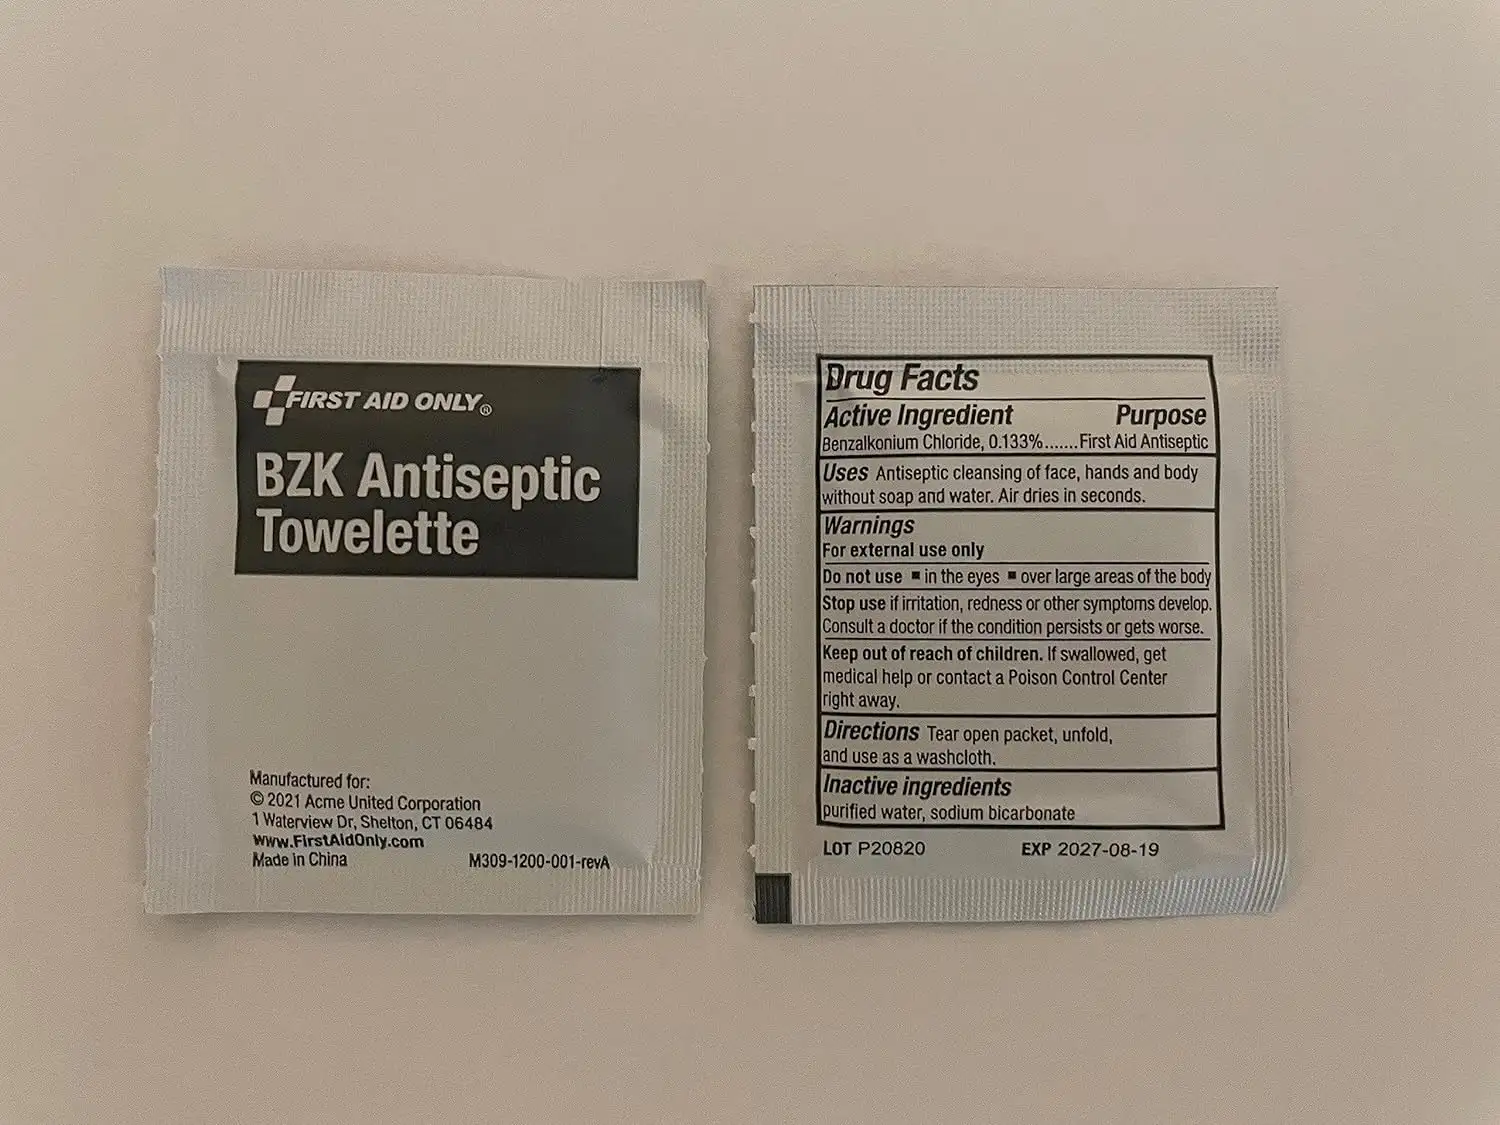 FIRST AID ONLY®
BZK Antiseptic
Towelette
Manufactured for:
© 2021 Acme United Corporation
1 Waterview Dr, Shelton, CT 06484
www.FirstAidOnly.com
Made in China M309-1200-001-revA
Drug Facts
Active Ingredient Purpose
Benzalkonium Chloride, 0.133%.......First Aid Antiseptic
Uses Antiseptic cleansing of face, hands and body
without soap and water. Air dries in seconds.
Warnings
For external use only
Do not use ▪ in the eyes ▪ over large areas of the body
Stop use if irritation, redness or other symptoms develop.
Consult a doctor if the condition persists or gets worse.
Keep out of reach of children. If swallowed, get
medical help or contact a Poison Control Center
right away.
Directions Tear open packet, unfold,
and use as a washcloth.
Inactive ingredients
purified water, sodium bicarbonate
LOT P20820 EXP 2027-08-19